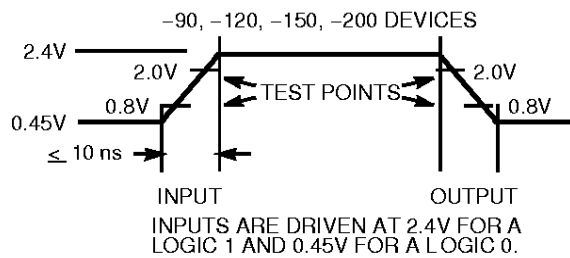 –90, –120, –150, –200 DEVICES
2.4V
2.0V
TEST POINTS
2.0V
0.8V
0.8V
0.45V
≤ 10 ns
INPUT
OUTPUT
INPUTS ARE DRIVEN AT 2.4V FOR A
LOGIC 1 AND 0.45V FOR A LOGIC 0.